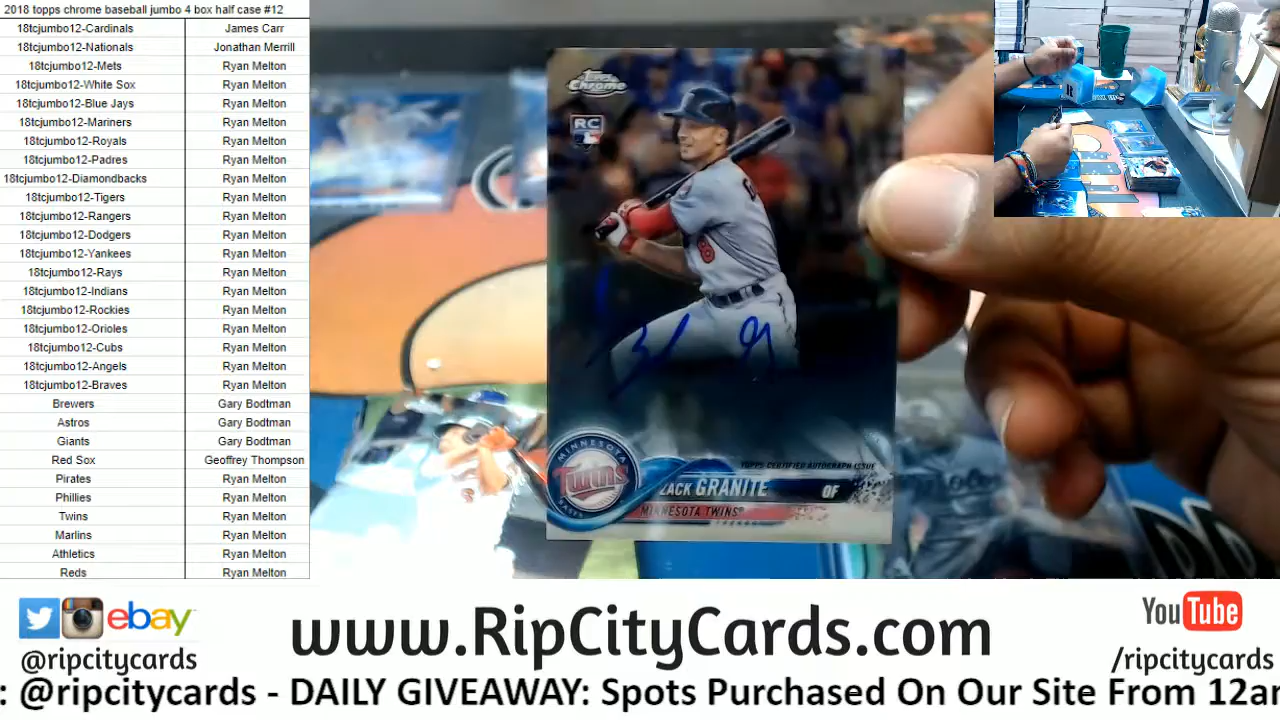 2018 topps chrome baseball jumbo 4 box half case #12
18tcjumbo12-Cardinals James Carr
18tcjumbo12-Nationals Jonathan Merrill
18tcjumbo12-Mets Ryan Melton
18tcjumbo12-White Sox Ryan Melton
18tcjumbo12-Blue Jays Ryan Melton
18tcjumbo12-Mariners Ryan Melton
18tcjumbo12-Royals Ryan Melton
18tcjumbo12-Padres Ryan Melton
18tcjumbo12-Diamondbacks Ryan Melton
18tcjumbo12-Tigers Ryan Melton
18tcjumbo12-Rangers Ryan Melton
18tcjumbo12-Dodgers Ryan Melton
18tcjumbo12-Yankees Ryan Melton
18tcjumbo12-Rays Ryan Melton
18tcjumbo12-Indians Ryan Melton
18tcjumbo12-Rockies Ryan Melton
18tcjumbo12-Orioles Ryan Melton
18tcjumbo12-Cubs Ryan Melton
18tcjumbo12-Angels Ryan Melton
18tcjumbo12-Braves Ryan Melton
Brewers Gary Bodtman
Astros Gary Bodtman
Giants Gary Bodtman
Red Sox Geoffrey Thompson
Pirates Ryan Melton
Phillies Ryan Melton
Twins Ryan Melton
Marlins Ryan Melton
Athletics Ryan Melton
Reds Ryan Melton
Topps
Chrome
RC
8
MINNESOTA
Twins
TOPPS CERTIFIED AUTOGRAPH ISSUE
ZACK GRANITE OF
MINNESOTA TWINS
ebay
@ripcitycards
www.RipCityCards.com
YouTube
/ripcitycards
: @ripcitycards - DAILY GIVEAWAY: Spots Purchased On Our Site From 12a